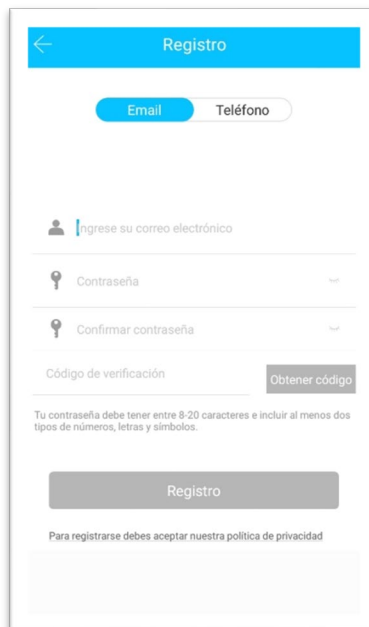 Registro
Email Teléfono
Ingrese su correo electrónico
Contraseña
Confirmar contraseña
Código de verificación Obtener código
Tu contraseña debe tener entre 8-20 caracteres e incluir al menos dos
tipos de números, letras y símbolos.
Registro
Para registrarse debes aceptar nuestra política de privacidad